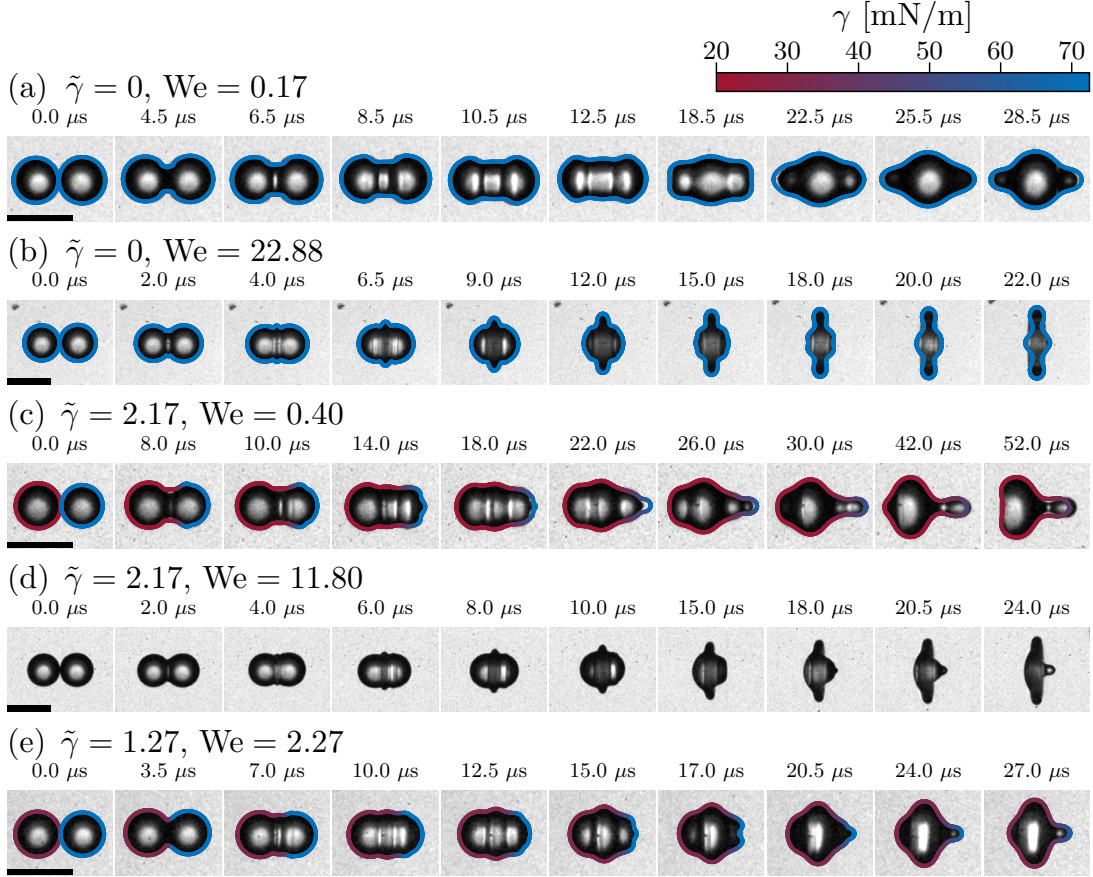 γ [mN/m]
20 30 40 50 60 70
(a) γ̃ = 0, We = 0.17
0.0 μs 4.5 μs 6.5 μs 8.5 μs 10.5 μs 12.5 μs 18.5 μs 22.5 μs 25.5 μs 28.5 μs
(b) γ̃ = 0, We = 22.88
0.0 μs 2.0 μs 4.0 μs 6.5 μs 9.0 μs 12.0 μs 15.0 μs 18.0 μs 20.0 μs 22.0 μs
(c) γ̃ = 2.17, We = 0.40
0.0 μs 8.0 μs 10.0 μs 14.0 μs 18.0 μs 22.0 μs 26.0 μs 30.0 μs 42.0 μs 52.0 μs
(d) γ̃ = 2.17, We = 11.80
0.0 μs 2.0 μs 4.0 μs 6.0 μs 8.0 μs 10.0 μs 15.0 μs 18.0 μs 20.5 μs 24.0 μs
(e) γ̃ = 1.27, We = 2.27
0.0 μs 3.5 μs 7.0 μs 10.0 μs 12.5 μs 15.0 μs 17.0 μs 20.5 μs 24.0 μs 27.0 μs